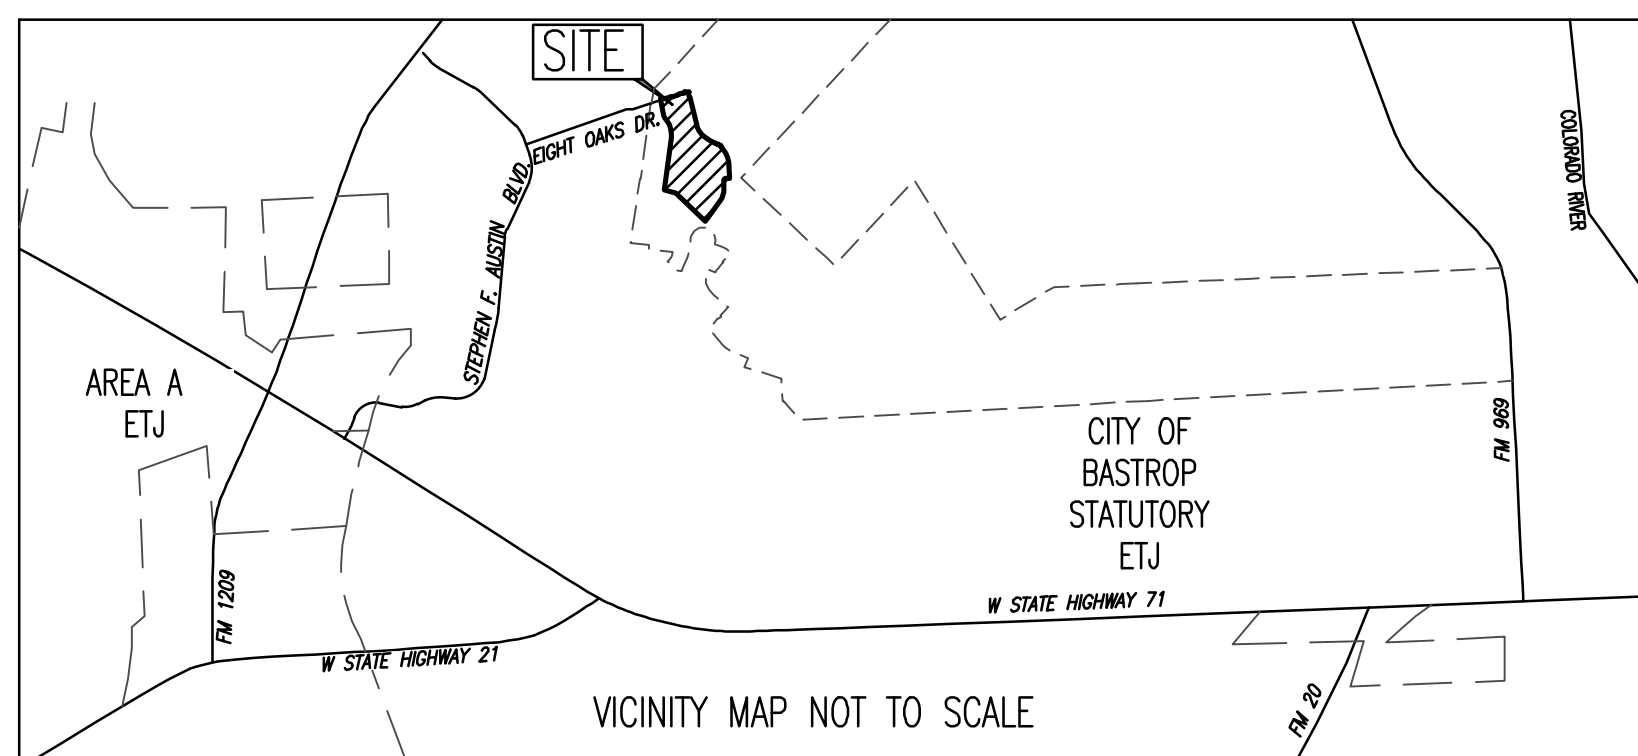 SITE
EIGHT OAKS DR.
STEPHEN F. AUSTIN BLVD.
COLORADO RIVER
AREA A
ETJ
CITY OF
BASTROP
STATUTORY
ETJ
FM 969
FM 1209
W STATE HIGHWAY 71
W STATE HIGHWAY 21
FM 20
VICINITY MAP NOT TO SCALE